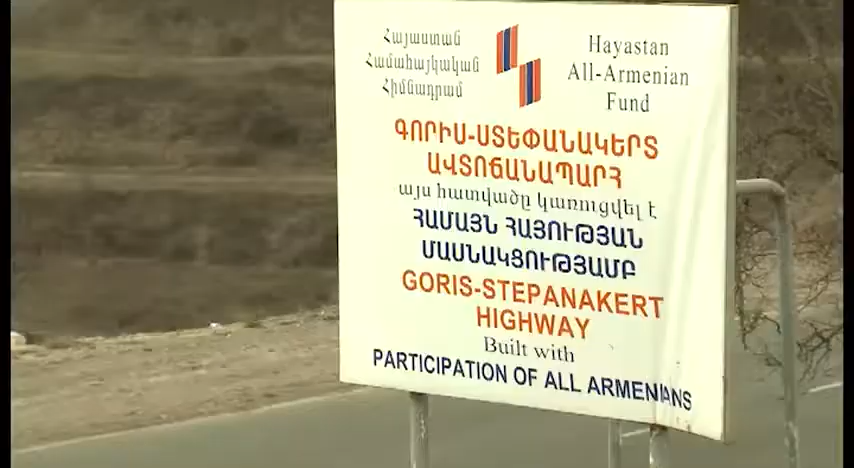 Հայաստան
Համահայկական
Հիմնադրամ
Hayastan
All-Armenian
Fund
ԳՈՐԻՍ-ՍՏԵՓԱՆԱԿԵՐՏ
ԱՎՏՈՃԱՆԱՊԱՐՀ
այս հատվածը կառուցվել է
ՀԱՄԱՅՆ ՀԱՅՈՒԹՅԱՆ
ՄԱՍՆԱԿՑՈՒԹՅԱՄԲ
GORIS-STEPANAKERT
HIGHWAY
Built with
PARTICIPATION OF ALL ARMENIANS